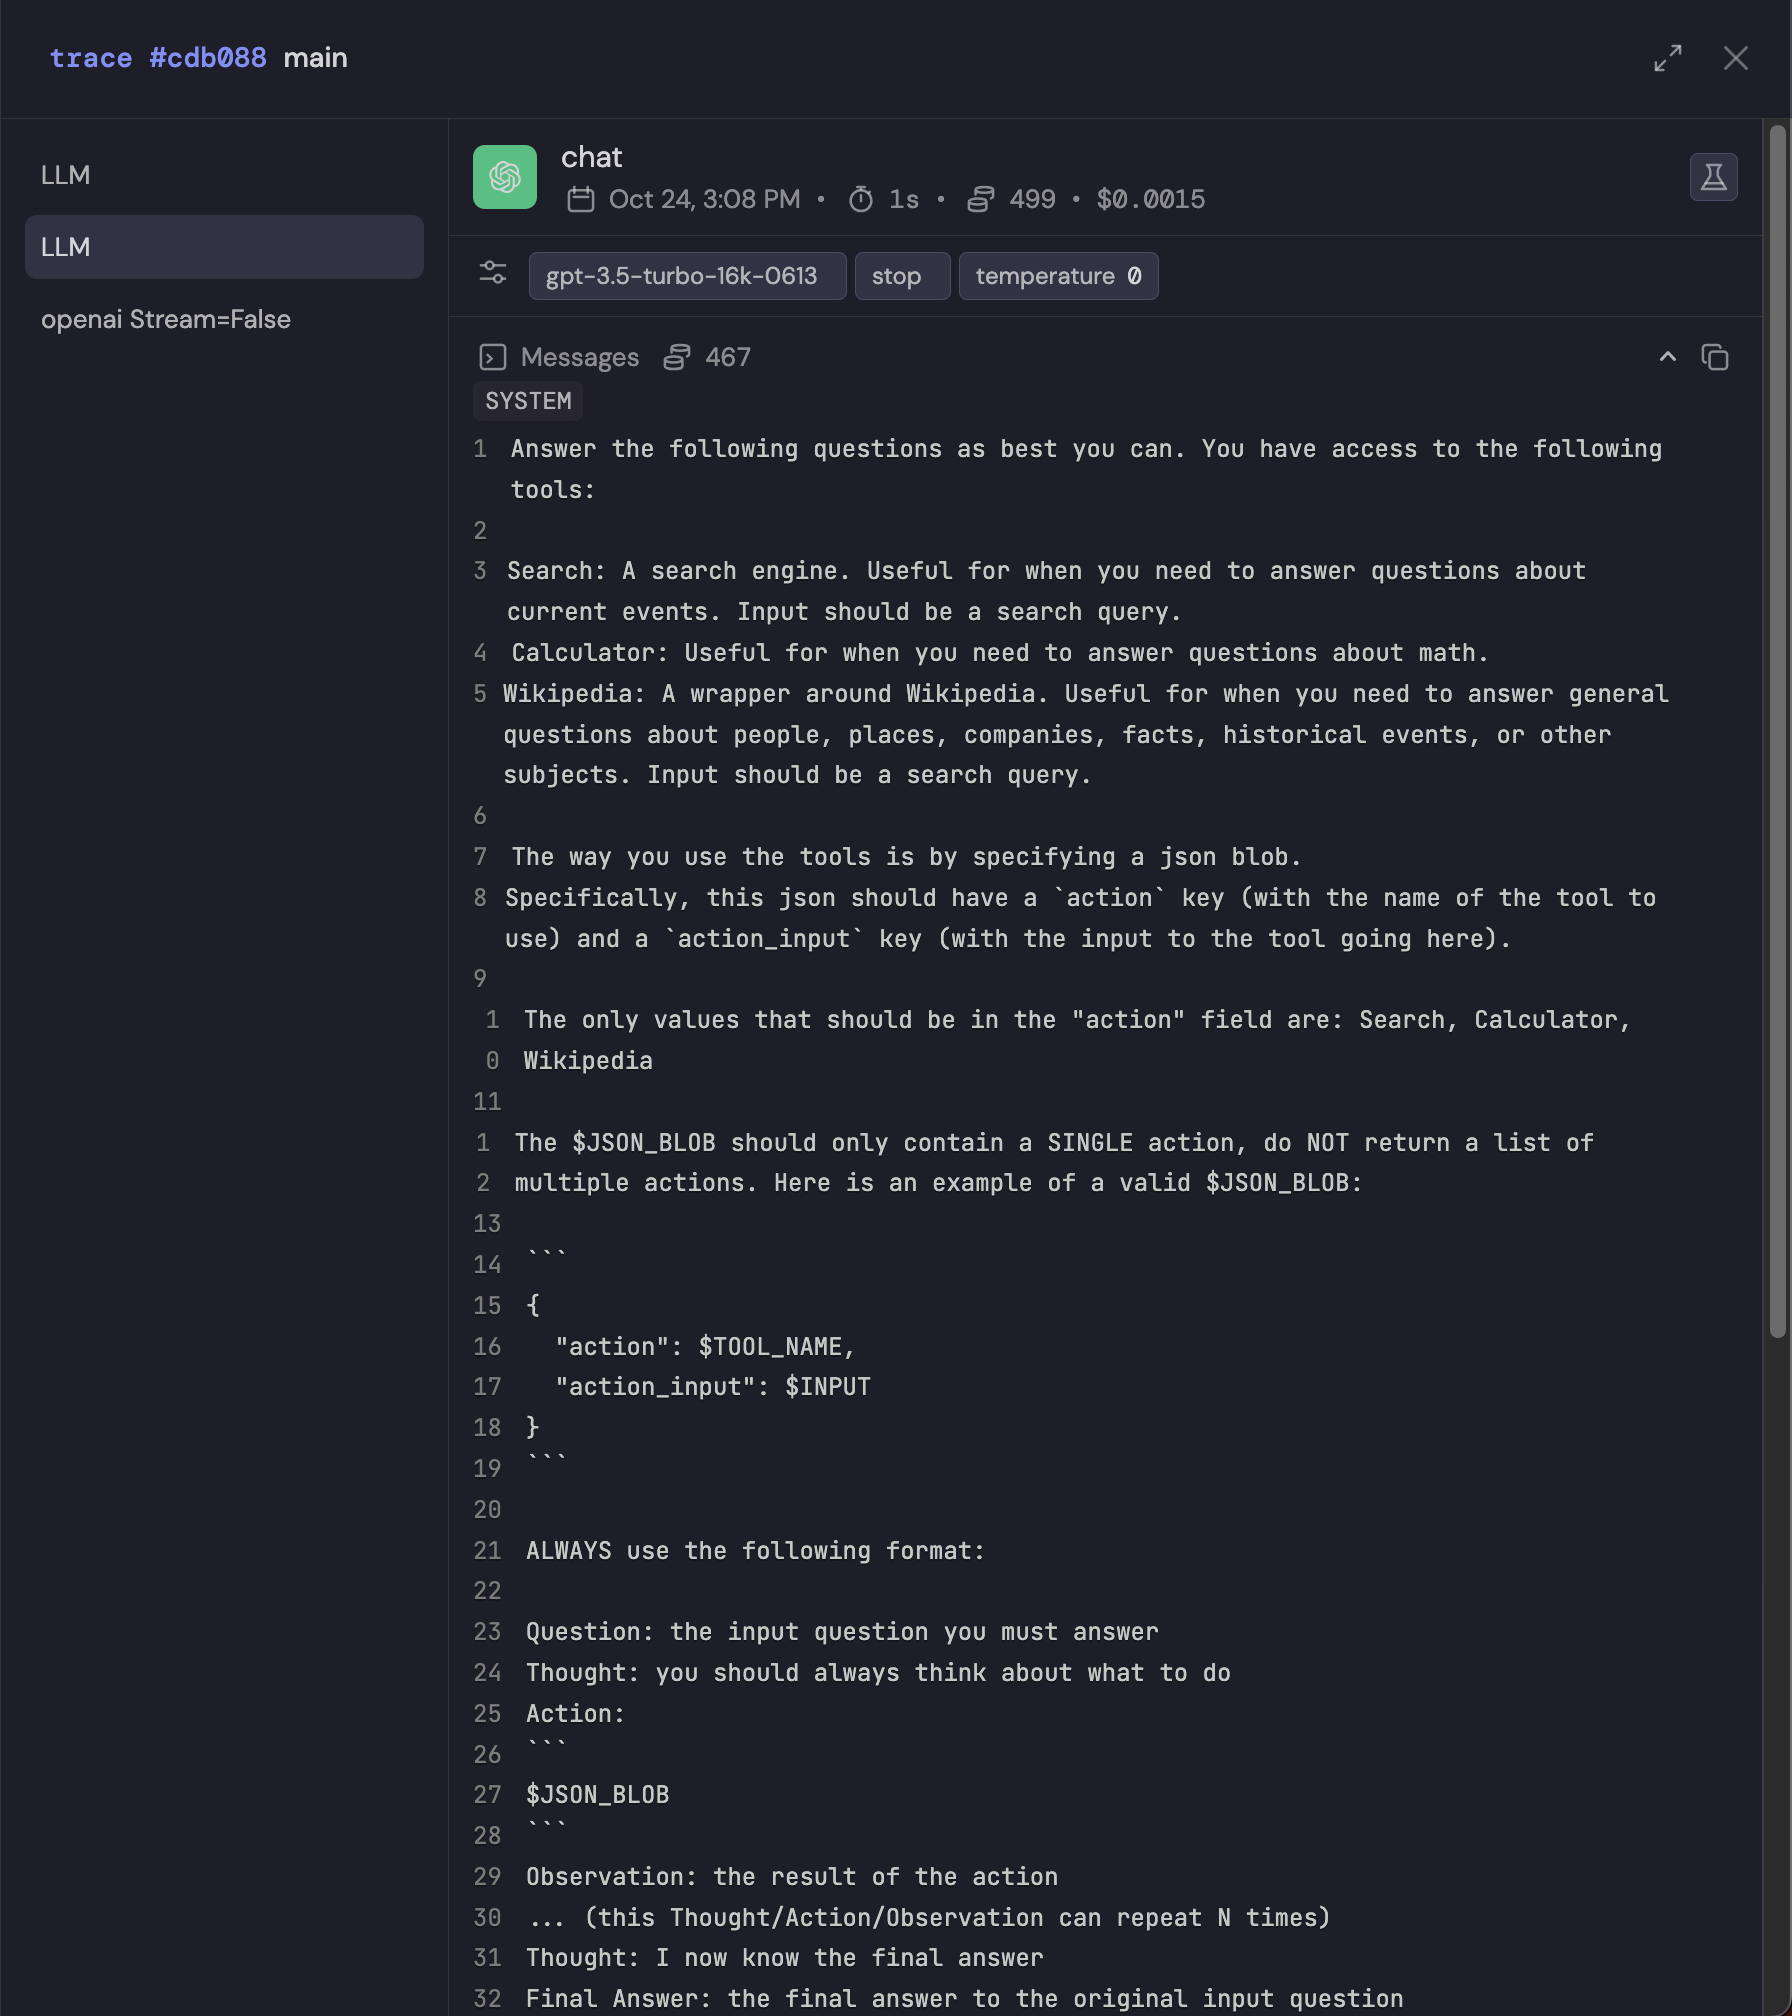 trace #cdb088 main
LLM
LLM
openai Stream=False
chat
Oct 24, 3:08 PM • 1s • 499 • $0.0015
gpt-3.5-turbo-16k-0613 stop temperature 0
Messages 467
SYSTEM
1 Answer the following questions as best you can. You have access to the following
tools:
2
3 Search: A search engine. Useful for when you need to answer questions about
current events. Input should be a search query.
4 Calculator: Useful for when you need to answer questions about math.
5 Wikipedia: A wrapper around Wikipedia. Useful for when you need to answer general
questions about people, places, companies, facts, historical events, or other
subjects. Input should be a search query.
6
7 The way you use the tools is by specifying a json blob.
8 Specifically, this json should have a `action` key (with the name of the tool to
use) and a `action_input` key (with the input to the tool going here).
9
1 The only values that should be in the "action" field are: Search, Calculator,
0 Wikipedia
11
1 The $JSON_BLOB should only contain a SINGLE action, do NOT return a list of
2 multiple actions. Here is an example of a valid $JSON_BLOB:
13
14 ```
15 {
16   "action": $TOOL_NAME,
17   "action_input": $INPUT
18 }
19 ```
20
21 ALWAYS use the following format:
22
23 Question: the input question you must answer
24 Thought: you should always think about what to do
25 Action:
26 ```
27 $JSON_BLOB
28 ```
29 Observation: the result of the action
30 ... (this Thought/Action/Observation can repeat N times)
31 Thought: I now know the final answer
32 Final Answer: the final answer to the original input question